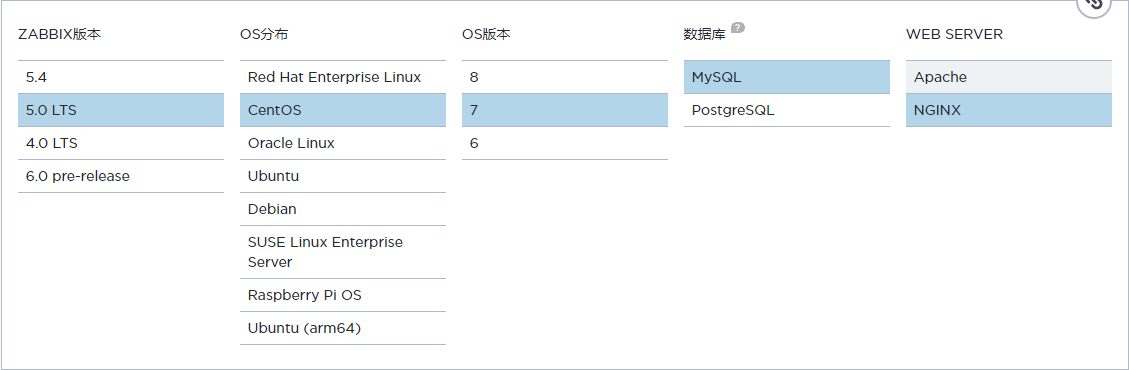 ZABBIX版本
5.4
5.0 LTS
4.0 LTS
6.0 pre-release
OS分布
Red Hat Enterprise Linux
CentOS
Oracle Linux
Ubuntu
Debian
SUSE Linux Enterprise
Server
Raspberry Pi OS
Ubuntu (arm64)
OS版本
8
7
6
数据库 ?
MySQL
PostgreSQL
WEB SERVER
Apache
NGINX